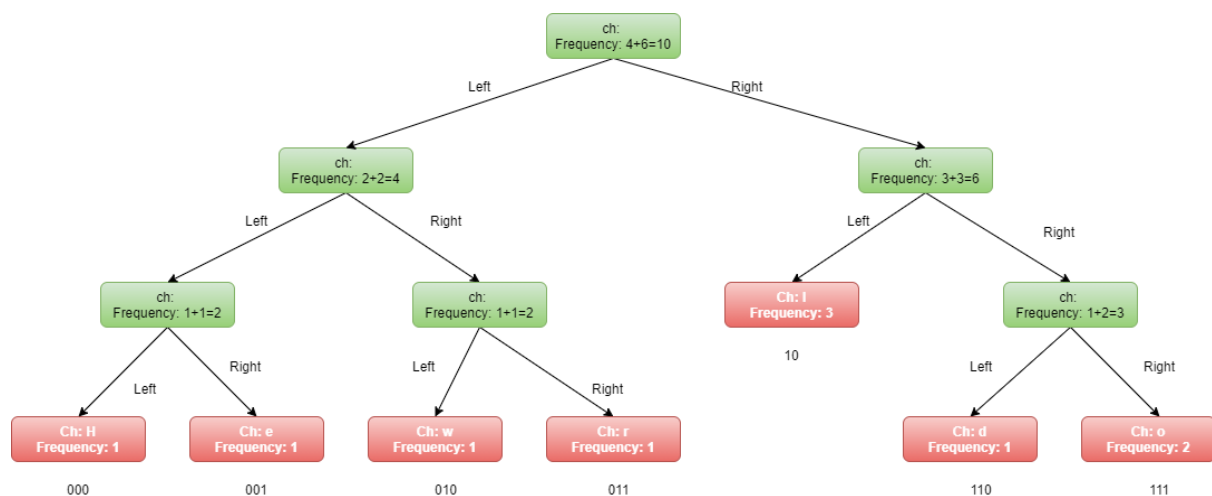 ch:
Frequency: 4+6=10
Left
Right
ch:
Frequency: 2+2=4
ch:
Frequency: 3+3=6
Left
Right
Left
Right
ch:
Frequency: 1+1=2
ch:
Frequency: 1+1=2
Ch: l
Frequency: 3
ch:
Frequency: 1+2=3
10
Left
Right
Left
Right
Left
Right
Ch: H
Frequency: 1
Ch: e
Frequency: 1
Ch: w
Frequency: 1
Ch: r
Frequency: 1
Ch: d
Frequency: 1
Ch: o
Frequency: 2
000
001
010
011
110
111